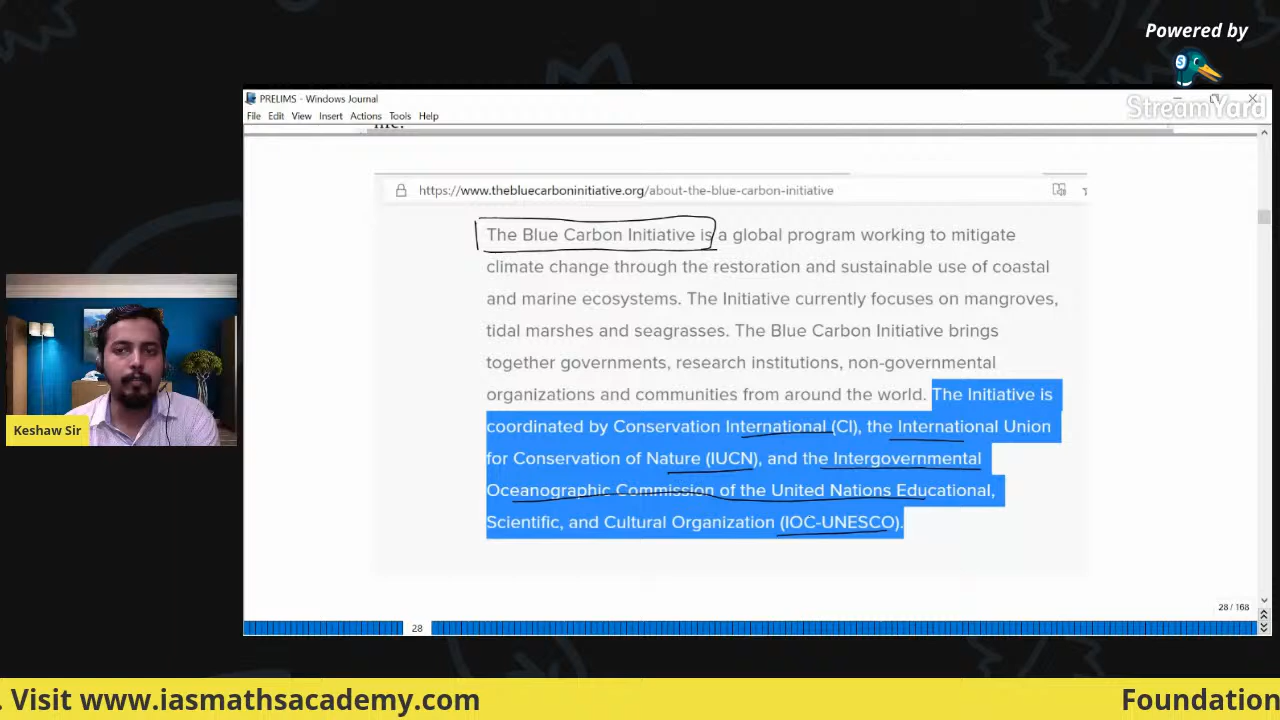 Powered by
S
StreamYard
PRELIMS - Windows Journal
File Edit View Insert Actions Tools Help
https://www.thebluecarboninitiative.org/about-the-blue-carbon-initiative
The Blue Carbon Initiative is a global program working to mitigate
climate change through the restoration and sustainable use of coastal
and marine ecosystems. The Initiative currently focuses on mangroves,
tidal marshes and seagrasses. The Blue Carbon Initiative brings
together governments, research institutions, non-governmental
organizations and communities from around the world. The Initiative is
coordinated by Conservation International (CI), the International Union
for Conservation of Nature (IUCN), and the Intergovernmental
Oceanographic Commission of the United Nations Educational,
Scientific, and Cultural Organization (IOC-UNESCO).
Keshaw Sir
28 / 168
28
. Visit www.iasmathsacademy.com
Foundation